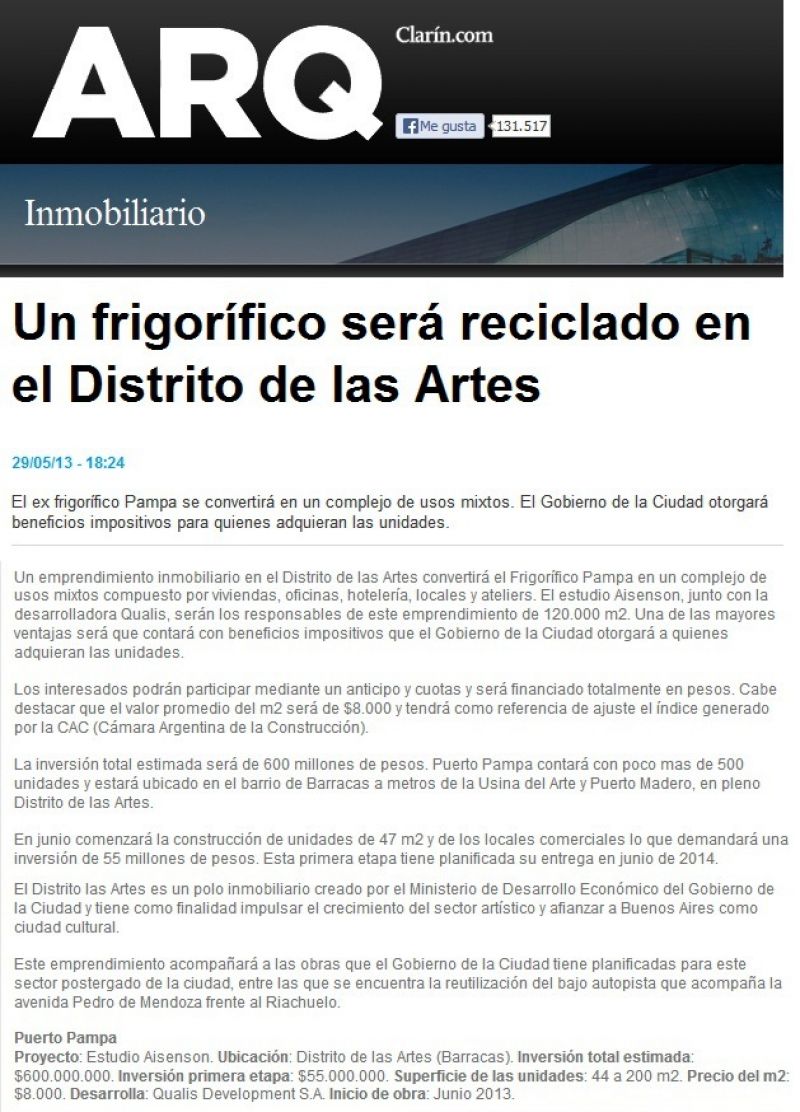 ARQ
Clarín.com
Me gusta
131.517
Inmobiliario
Un frigorífico será reciclado en
el Distrito de las Artes
29/05/13 - 18:24
El ex frigorífico Pampa se convertirá en un complejo de usos mixtos. El Gobierno de la Ciudad otorgará
beneficios impositivos para quienes adquieran las unidades.
Un emprendimiento inmobiliario en el Distrito de las Artes convertirá el Frigorífico Pampa en un complejo de
usos mixtos compuesto por viviendas, oficinas, hotelería, locales y ateliers. El estudio Aisenson, junto con la
desarrolladora Qualis, serán los responsables de este emprendimiento de 120.000 m2. Una de las mayores
ventajas será que contará con beneficios impositivos que el Gobierno de la Ciudad otorgará a quienes
adquieran las unidades.
Los interesados podrán participar mediante un anticipo y cuotas y será financiado totalmente en pesos. Cabe
destacar que el valor promedio del m2 será de $8.000 y tendrá como referencia de ajuste el índice generado
por la CAC (Cámara Argentina de la Construcción).
La inversión total estimada será de 600 millones de pesos. Puerto Pampa contará con poco mas de 500
unidades y estará ubicado en el barrio de Barracas a metros de la Usina del Arte y Puerto Madero, en pleno
Distrito de las Artes.
En junio comenzará la construcción de unidades de 47 m2 y de los locales comerciales lo que demandará una
inversión de 55 millones de pesos. Esta primera etapa tiene planificada su entrega en junio de 2014.
El Distrito las Artes es un polo inmobiliario creado por el Ministerio de Desarrollo Económico del Gobierno de
la Ciudad y tiene como finalidad impulsar el crecimiento del sector artístico y afianzar a Buenos Aires como
ciudad cultural.
Este emprendimiento acompañará a las obras que el Gobierno de la Ciudad tiene planificadas para este
sector postergado de la ciudad, entre las que se encuentra la reutilización del bajo autopista que acompaña la
avenida Pedro de Mendoza frente al Riachuelo.
Puerto Pampa
Proyecto: Estudio Aisenson. Ubicación: Distrito de las Artes (Barracas). Inversión total estimada:
$600.000.000. Inversión primera etapa: $55.000.000. Superficie de las unidades: 44 a 200 m2. Precio del m2:
$8.000. Desarrolla: Qualis Development S.A. Inicio de obra: Junio 2013.